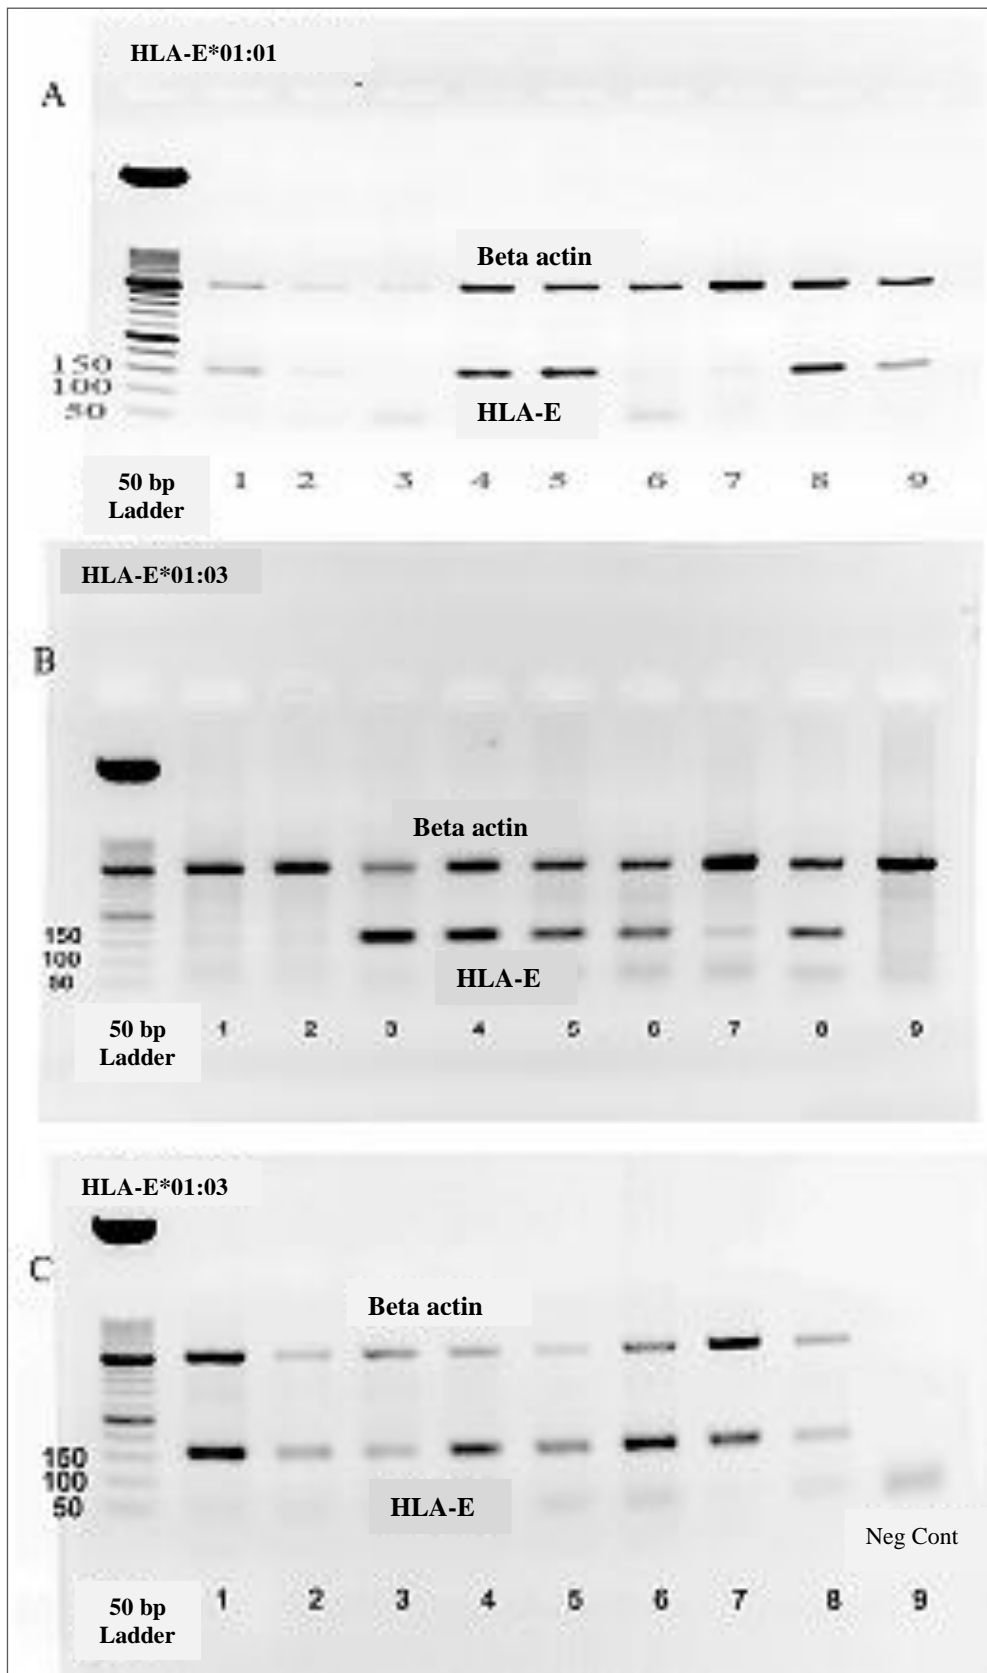 HLA-E*01:01
A
Beta actin
150
100
50
HLA-E
50 bp
Ladder
1 2 3 4 5 6 7 8 9
HLA-E*01:03
B
Beta actin
150
100
50
HLA-E
50 bp
Ladder
1 2 3 4 5 6 7 8 9
HLA-E*01:03
C
Beta actin
150
100
50
HLA-E
Neg Cont
50 bp
Ladder
1 2 3 4 5 6 7 8 9